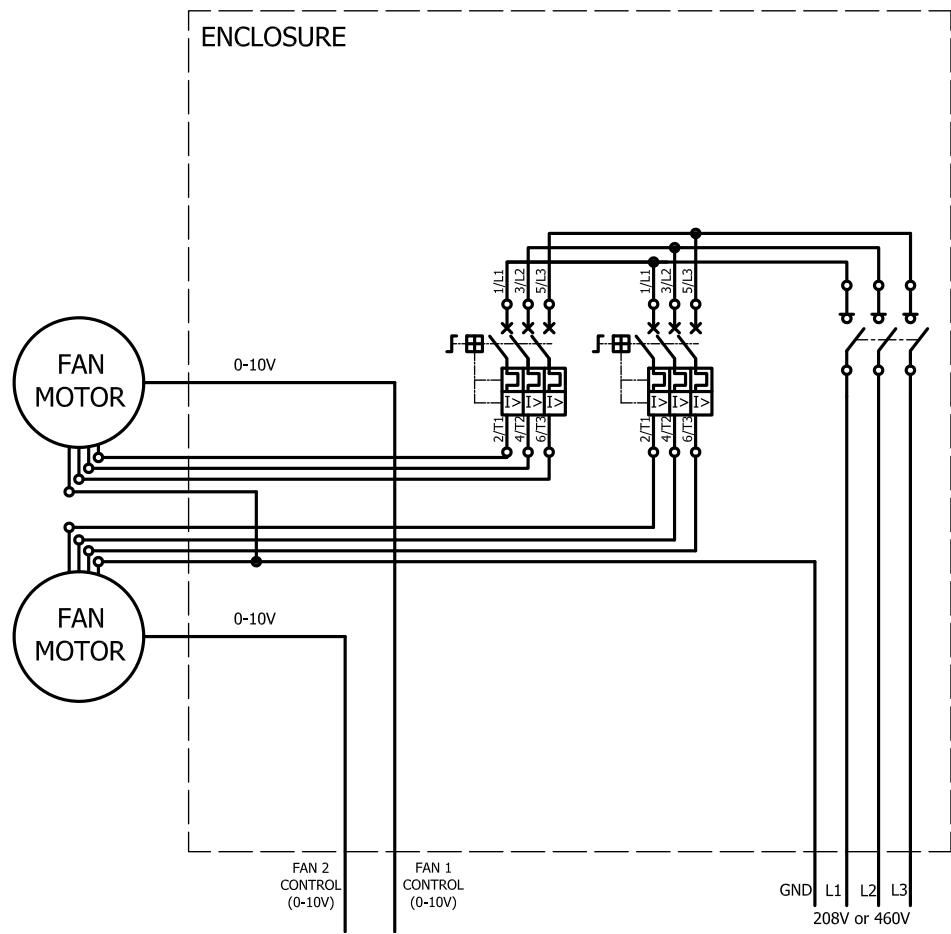 ENCLOSURE
1/L1
3/L2
5/L3
1/L1
3/L2
5/L3
I> I> I>
I> I> I>
2/T1
4/T2
6/T3
2/T1
4/T2
6/T3
FAN
MOTOR
0-10V
FAN
MOTOR
0-10V
FAN 2
CONTROL
(0-10V)
FAN 1
CONTROL
(0-10V)
GND L1 L2 L3
208V or 460V